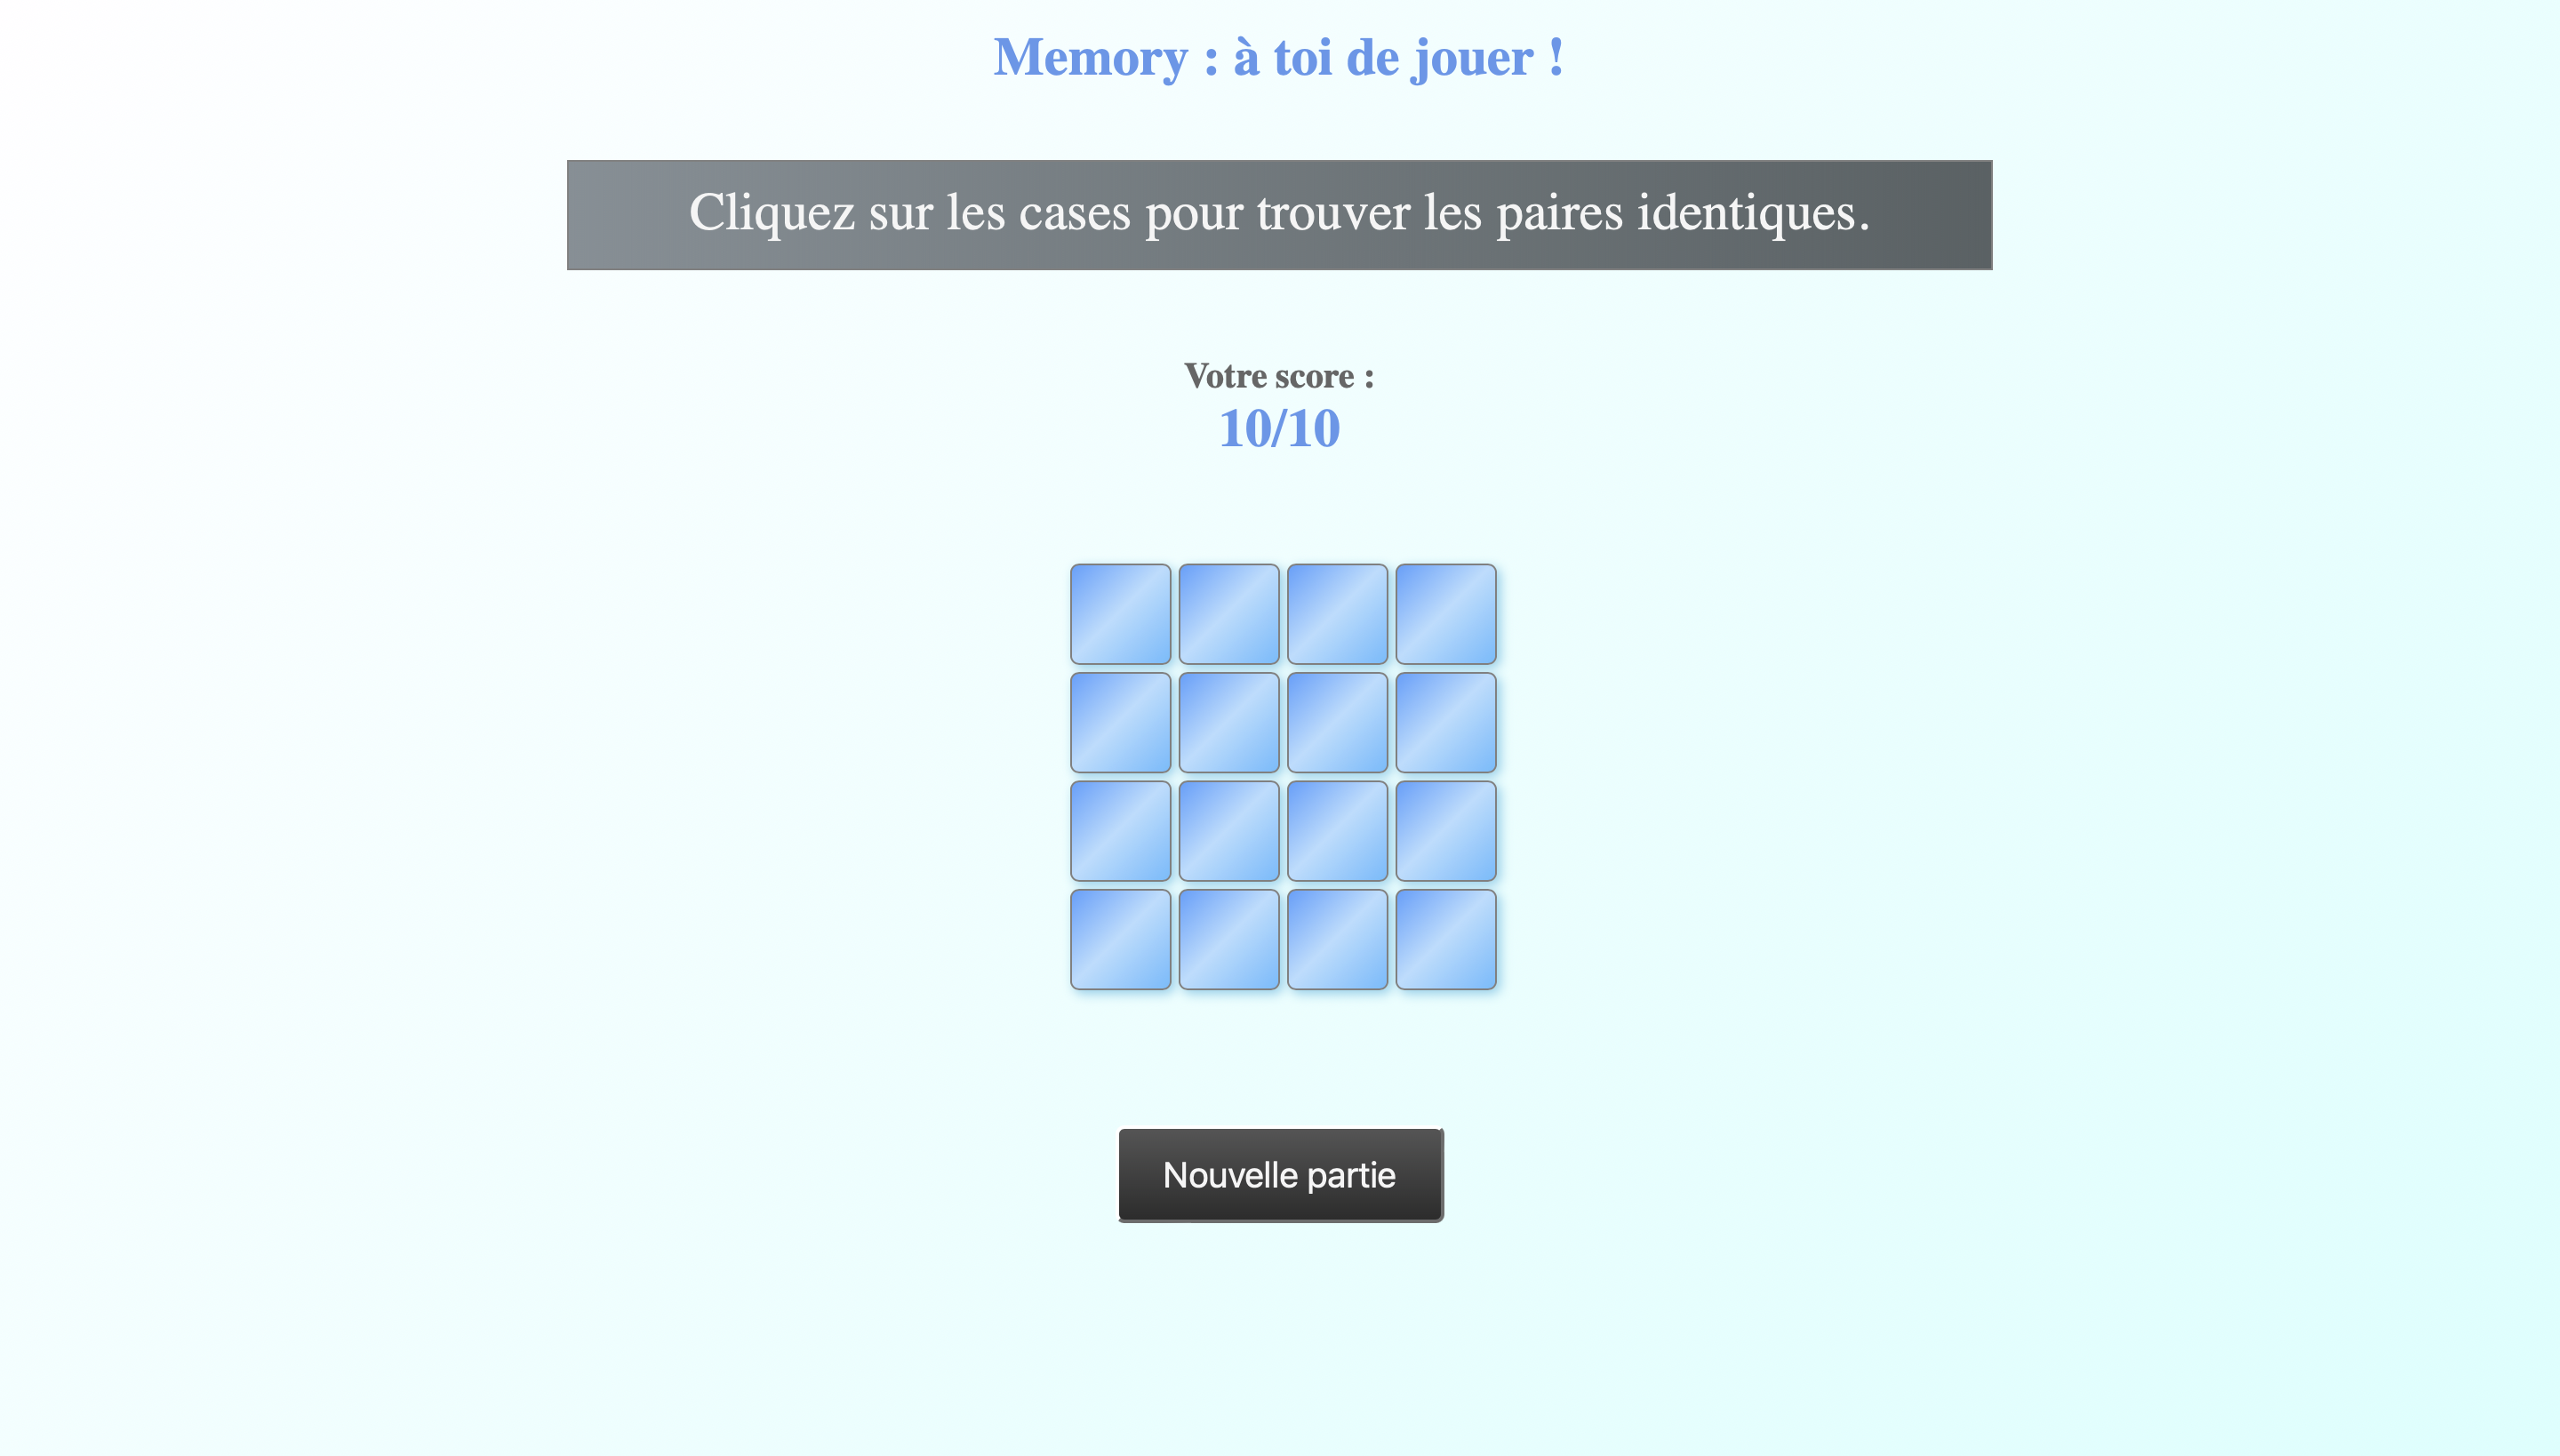 Memory : à toi de jouer !
Cliquez sur les cases pour trouver les paires identiques.
Votre score :
10/10
Nouvelle partie